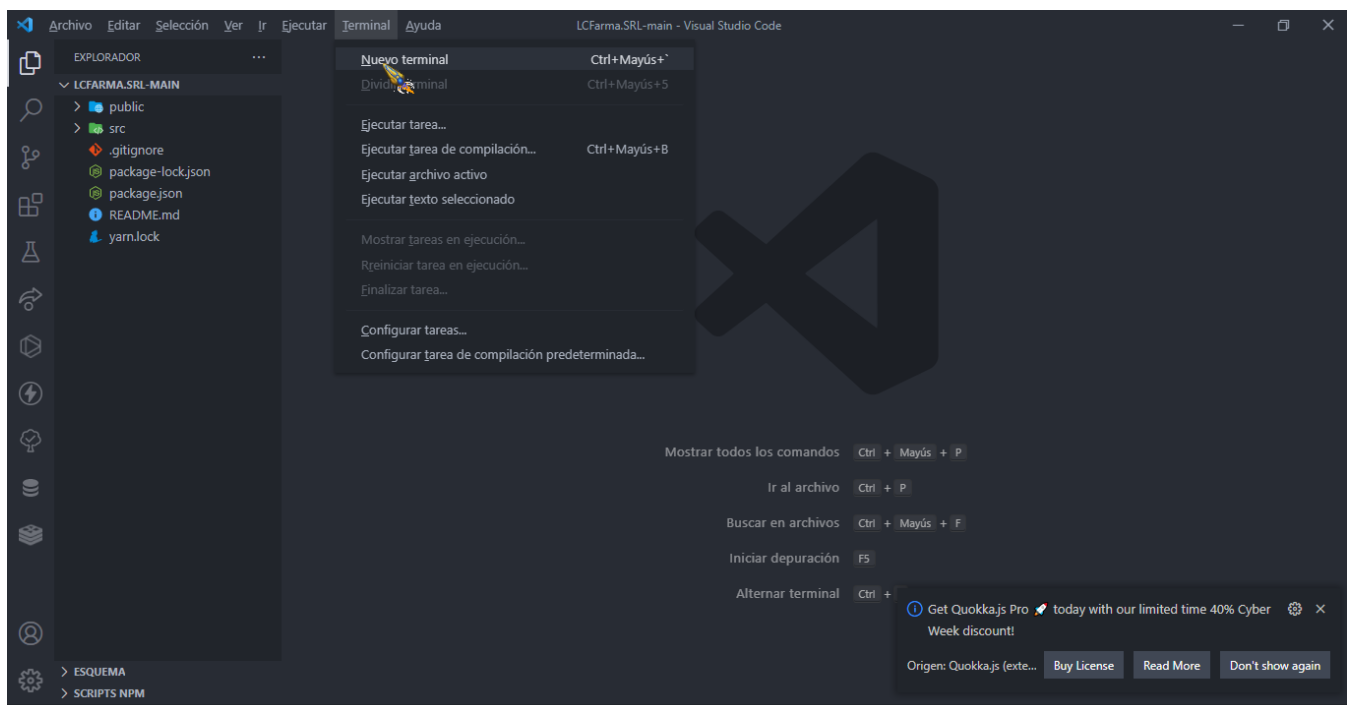 Archivo Editar Selección Ver Ir Ejecutar Terminal Ayuda LCFarma.SRL-main - Visual Studio Code
EXPLORADOR
LCFARMA.SRL-MAIN
public
src
.gitignore
package-lock.json
package.json
README.md
yarn.lock
ESQUEMA
SCRIPTS NPM
Nuevo terminal Ctrl+Mayús+`
Dividir terminal Ctrl+Mayús+5
Ejecutar tarea...
Ejecutar tarea de compilación... Ctrl+Mayús+B
Ejecutar archivo activo
Ejecutar texto seleccionado
Mostrar tareas en ejecución...
Rreiniciar tarea en ejecución...
Finalizar tarea...
Configurar tareas...
Configurar tarea de compilación predeterminada...
Mostrar todos los comandos Ctrl + Mayús + P
Ir al archivo Ctrl + P
Buscar en archivos Ctrl + Mayús + F
Iniciar depuración F5
Alternar terminal Ctrl +
Get Quokka.js Pro 🚀 today with our limited time 40% Cyber
Week discount!
Origen: Quokka.js (exte... Buy License Read More Don't show again